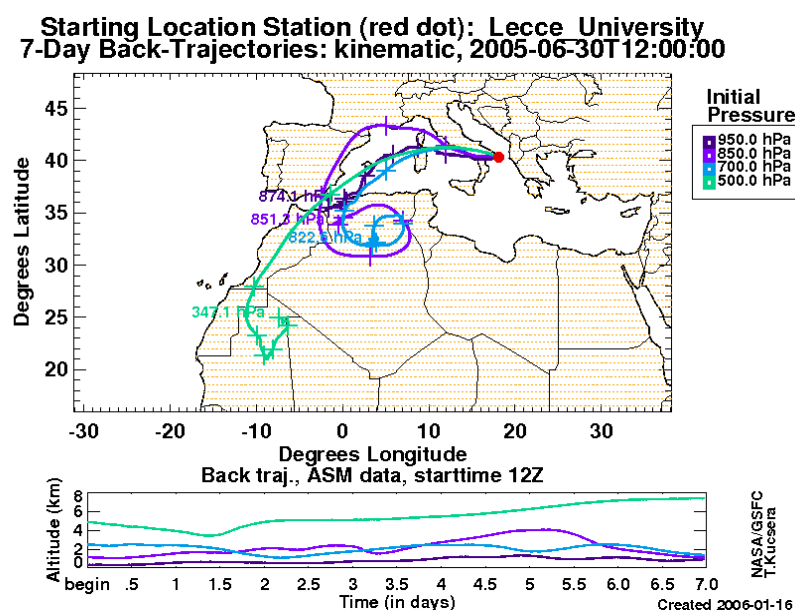 Starting Location Station (red dot): Lecce_University
7-Day Back-Trajectories: kinematic, 2005-06-30T12:00:00
Initial
Pressure
950.0 hPa
850.0 hPa
700.0 hPa
500.0 hPa
Degrees Latitude
45
40
35
30
25
20
874.1 hPa
851.3 hPa
822.5 hPa
347.1 hPa
-30 -20 -10 0 10 20 30
Degrees Longitude
Back traj., ASM data, starttime 12Z
Altitude (km)
8
6
4
2
0
begin .5 1 1.5 2 2.5 3 3.5 4 4.5 5 5.5 6.0 6.5 7.0
Time (in days)
NASA/GSFC
T.Kucsera
Created 2006-01-16